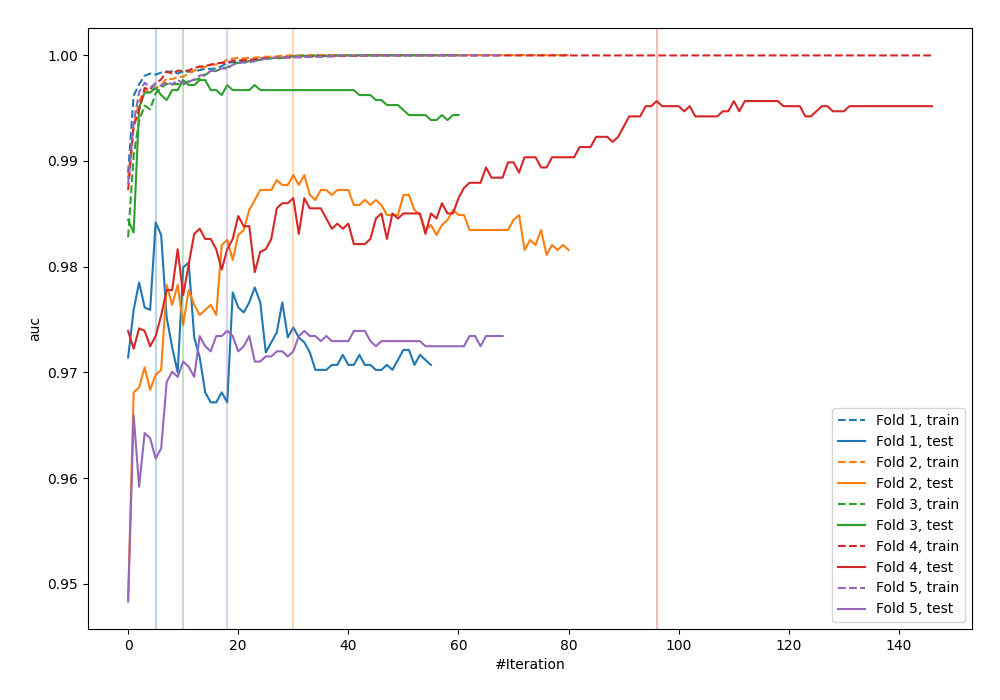 1.00
0.99
0.98
0.97
0.96
0.95
auc
0
20
40
60
80
100
120
140
#Iteration
Fold 1, train
Fold 1, test
Fold 2, train
Fold 2, test
Fold 3, train
Fold 3, test
Fold 4, train
Fold 4, test
Fold 5, train
Fold 5, test